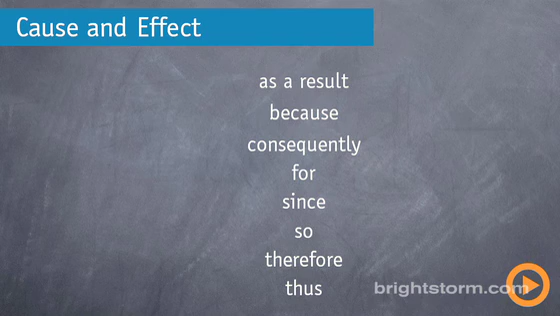 Cause and Effect
as a result
because
consequently
for
since
so
therefore
thus
brightstorm.com